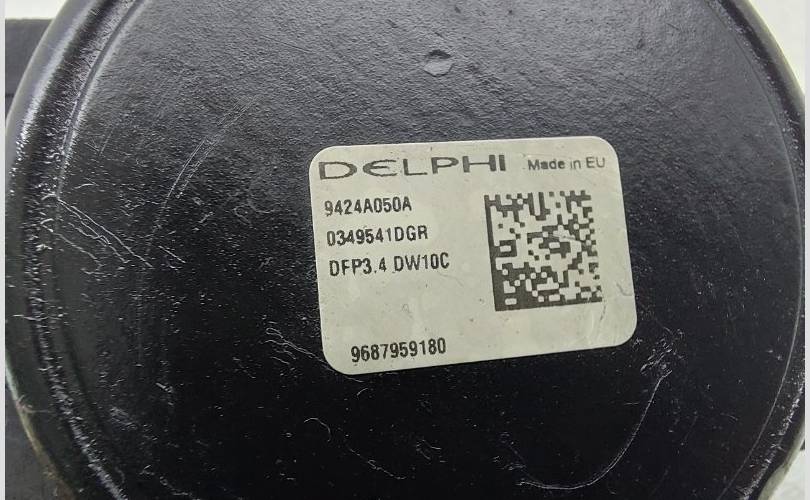 DELPHI Made in EU
9424A050A
0349541DGR
DFP3.4 DW10C
9687959180